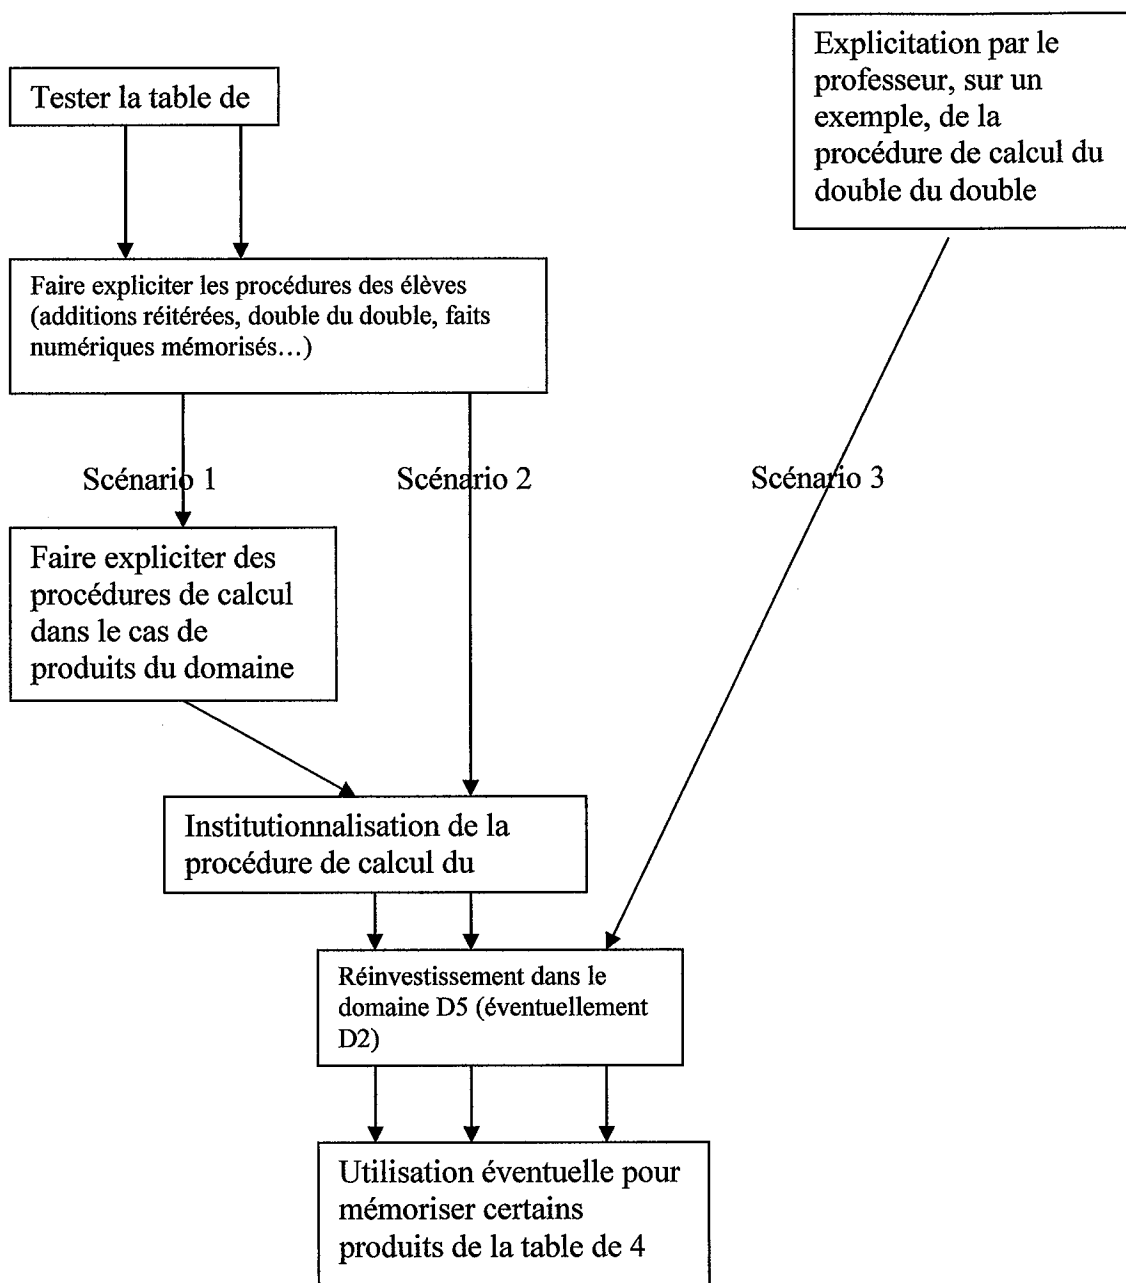 Explicitation par le
professeur, sur un
exemple, de la
procédure de calcul du
double du double
Tester la table de
Faire expliciter les procédures des élèves
(additions réitérées, double du double, faits
numériques mémorisés…)
Scénario 1
Scénario 2
Scénario 3
Faire expliciter des
procédures de calcul
dans le cas de
produits du domaine
Institutionnalisation de la
procédure de calcul du
Réinvestissement dans le
domaine D5 (éventuellement
D2)
Utilisation éventuelle pour
mémoriser certains
produits de la table de 4